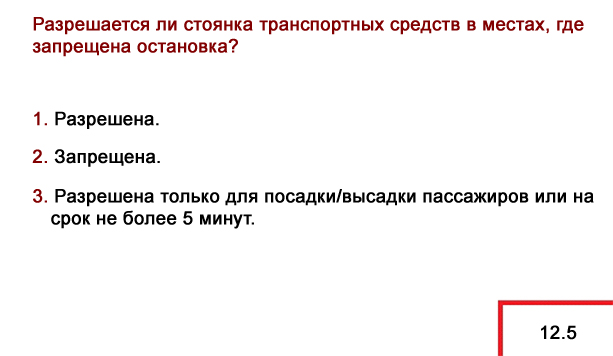 Разрешается ли стоянка транспортных средств в местах, где
запрещена остановка?
1. Разрешена.
2. Запрещена.
3. Разрешена только для посадки/высадки пассажиров или на
срок не более 5 минут.
12.5